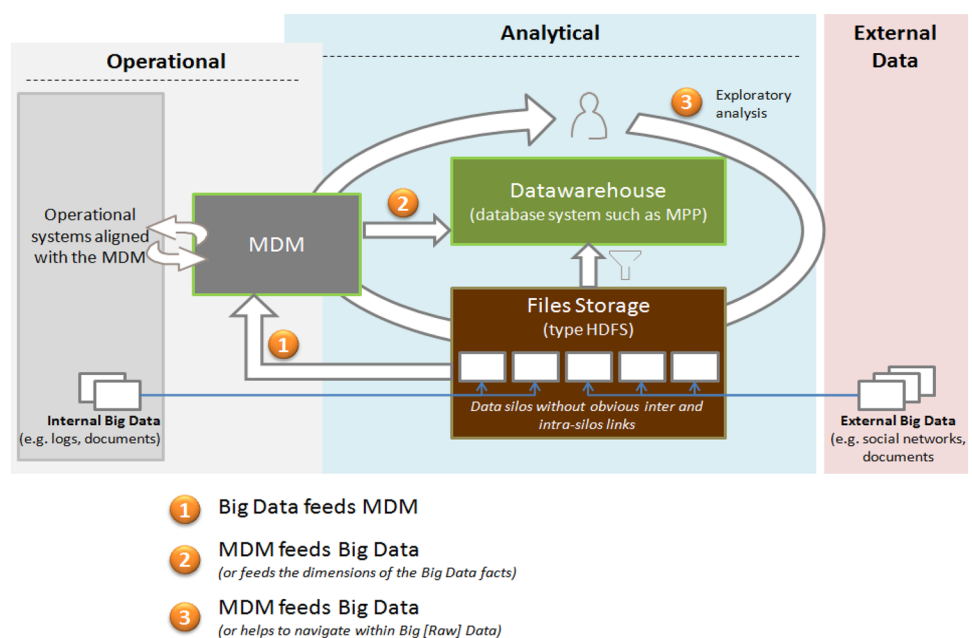 Operational
Analytical
External
Data
3
Exploratory
analysis
Operational
systems aligned
with the MDM
MDM
2
Datawarehouse
(database system such as MPP)
1
Files Storage
(type HDFS)
Data silos without obvious inter and
intra-silos links
Internal Big Data
(e.g. logs, documents)
External Big Data
(e.g. social networks,
documents
1
Big Data feeds MDM
2
MDM feeds Big Data
(or feeds the dimensions of the Big Data facts)
3
MDM feeds Big Data
(or helps to navigate within Big [Raw] Data)